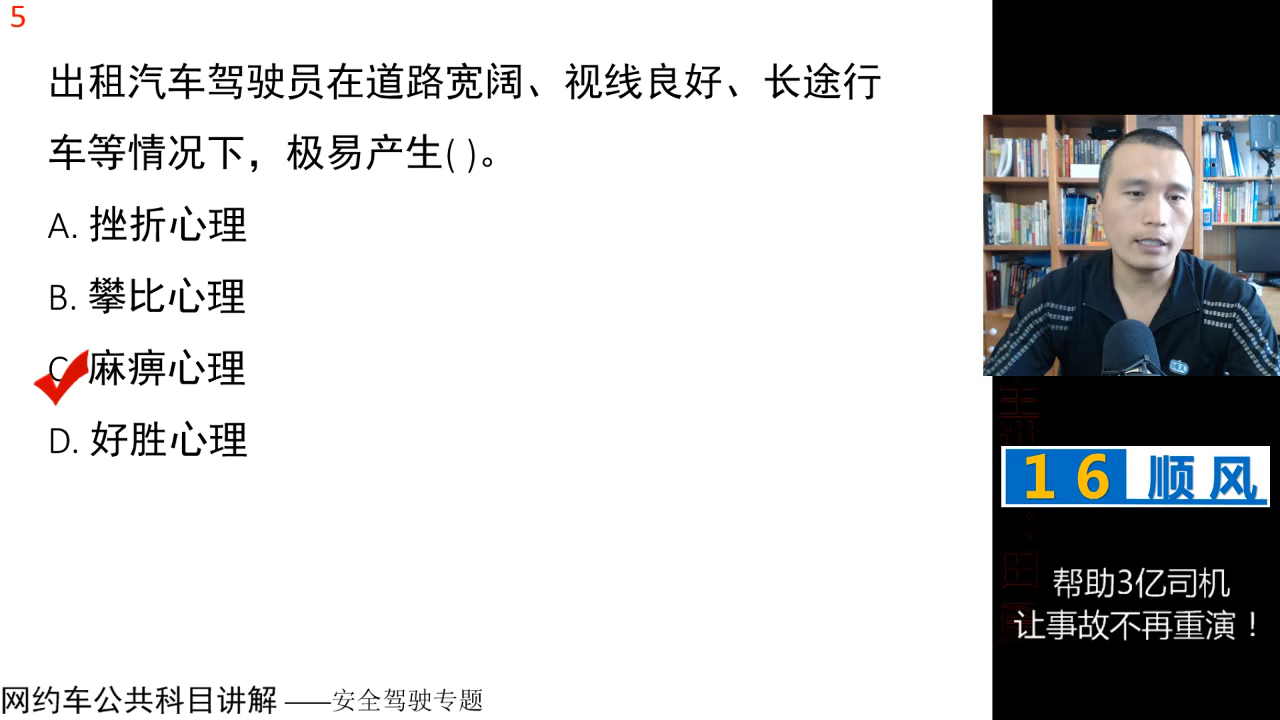 5
出租汽车驾驶员在道路宽阔、视线良好、长途行
车等情况下，极易产生( )。
A. 挫折心理
B. 攀比心理
C 麻痹心理
D. 好胜心理
网约车公共科目讲解 ——安全驾驶专题
16 顺风
帮助3亿司机
让事故不再重演！